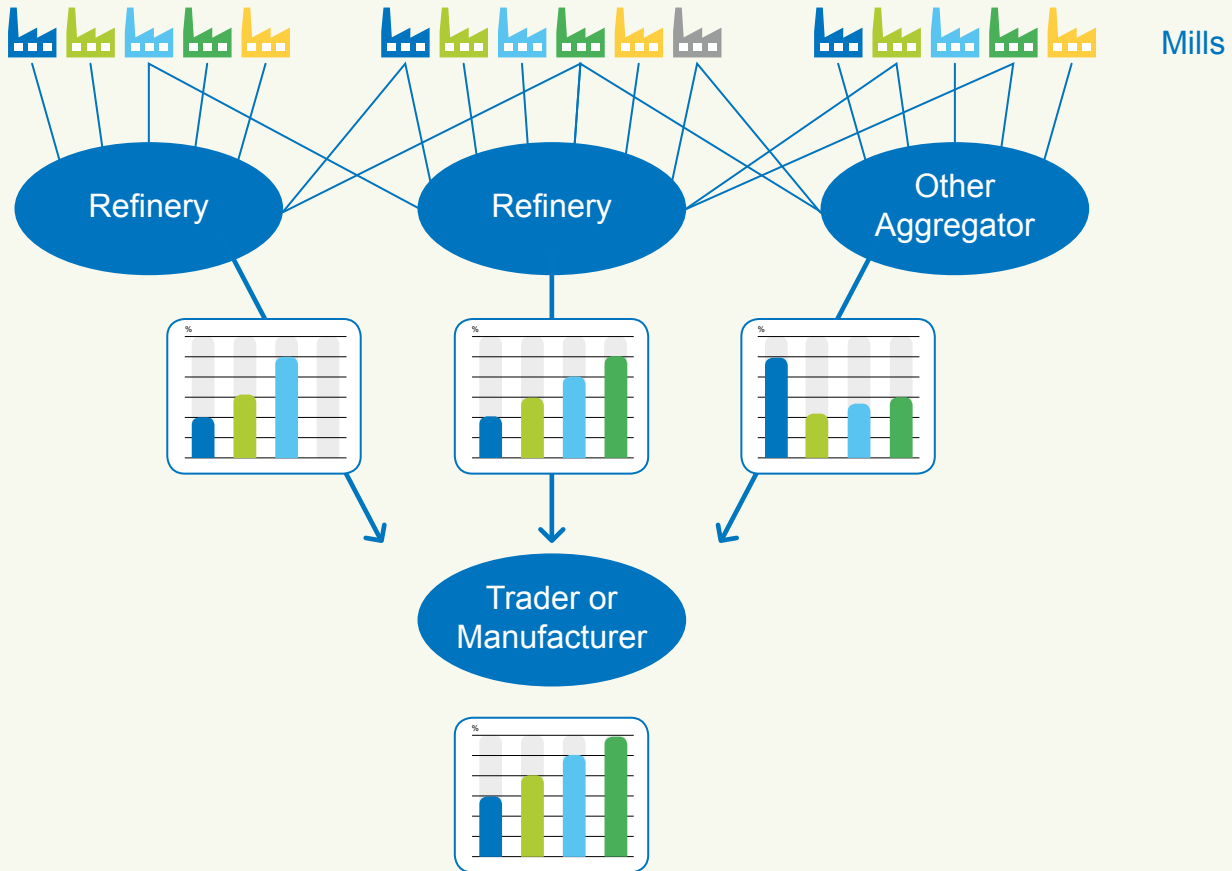 Mills
Refinery
Refinery
Other
Aggregator
%
%
%
Trader or
Manufacturer
%